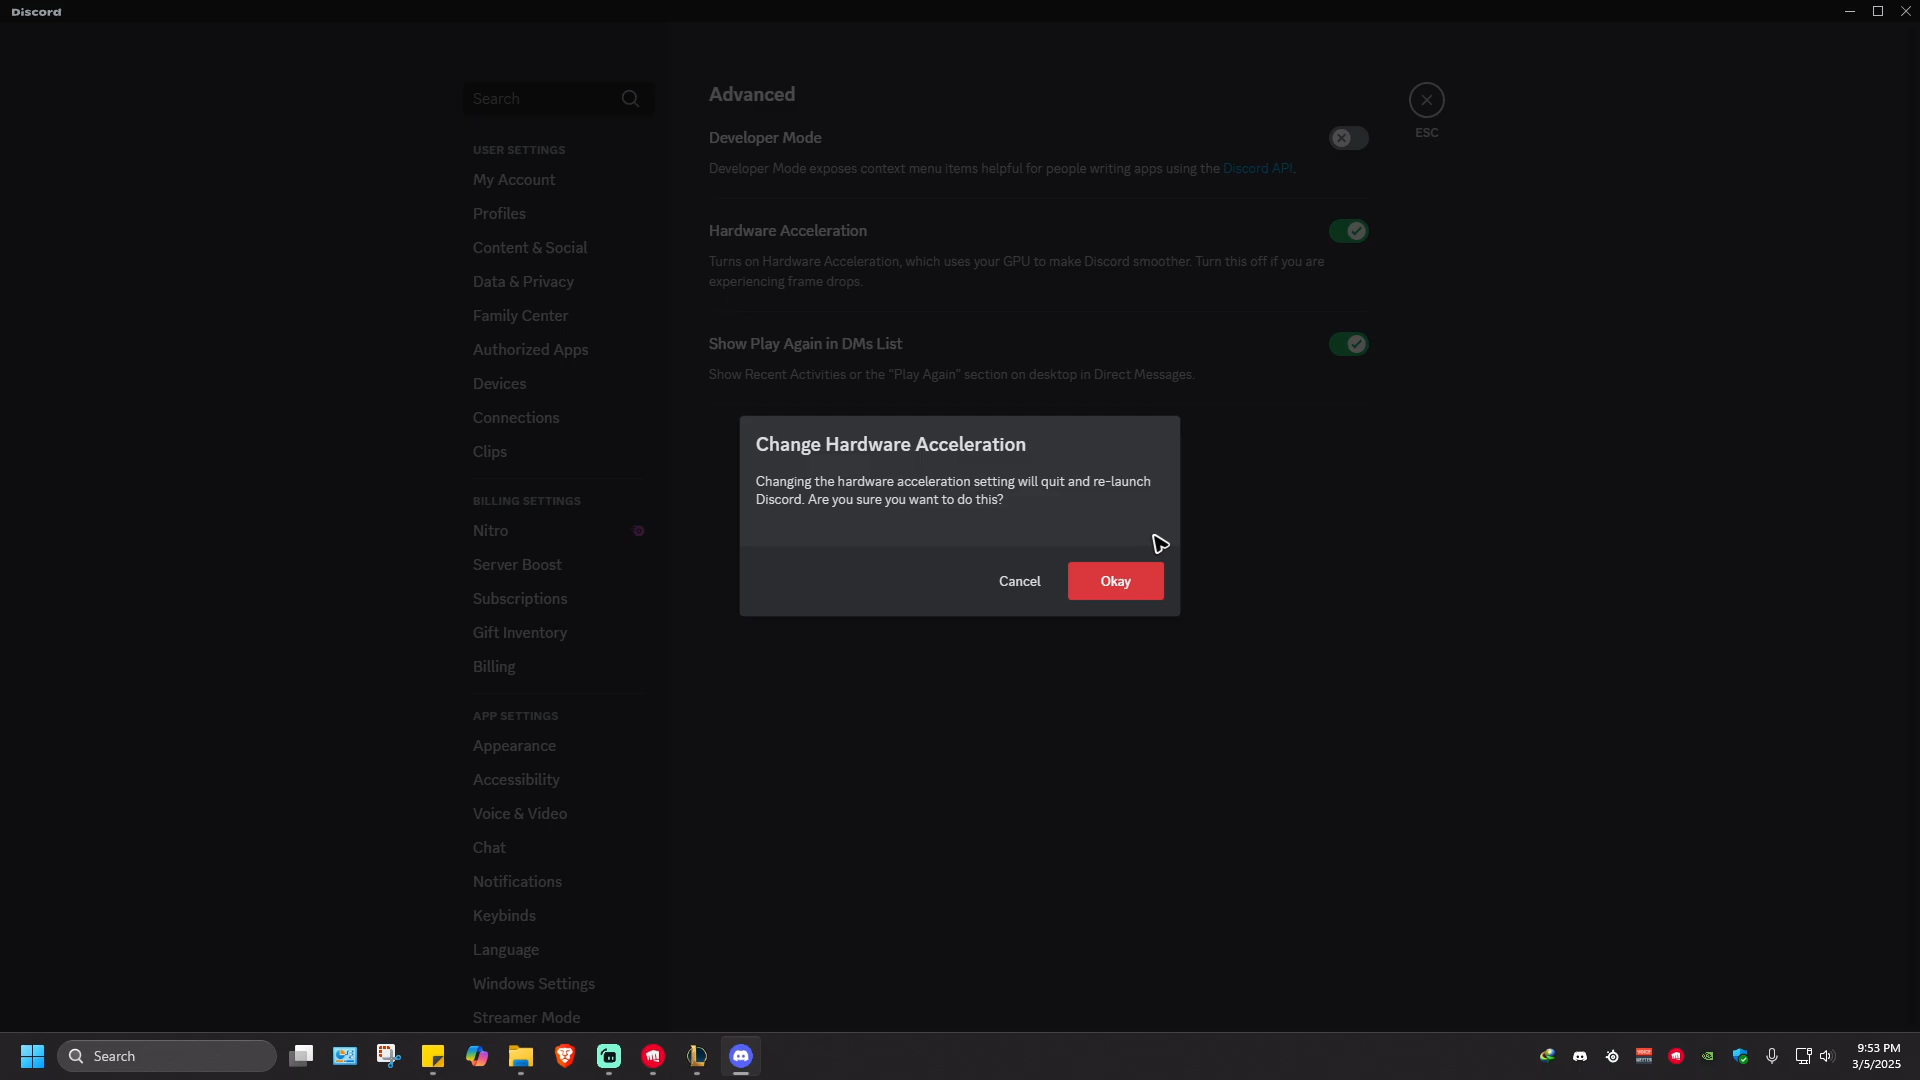 Discord
Search
USER SETTINGS
My Account
Profiles
Content & Social
Data & Privacy
Family Center
Authorized Apps
Devices
Connections
Clips
BILLING SETTINGS
Nitro
Server Boost
Subscriptions
Gift Inventory
Billing
APP SETTINGS
Appearance
Accessibility
Voice & Video
Chat
Notifications
Keybinds
Language
Windows Settings
Streamer Mode
Advanced
Developer Mode
Developer Mode exposes context menu items helpful for people writing apps using the Discord API.
Hardware Acceleration
Turns on Hardware Acceleration, which uses your GPU to make Discord smoother. Turn this off if you are
experiencing frame drops.
Show Play Again in DMs List
Show Recent Activities or the “Play Again” section on desktop in Direct Messages.
ESC
Change Hardware Acceleration
Changing the hardware acceleration setting will quit and re-launch
Discord. Are you sure you want to do this?
Cancel
Okay
Search
9:53 PM
3/5/2025